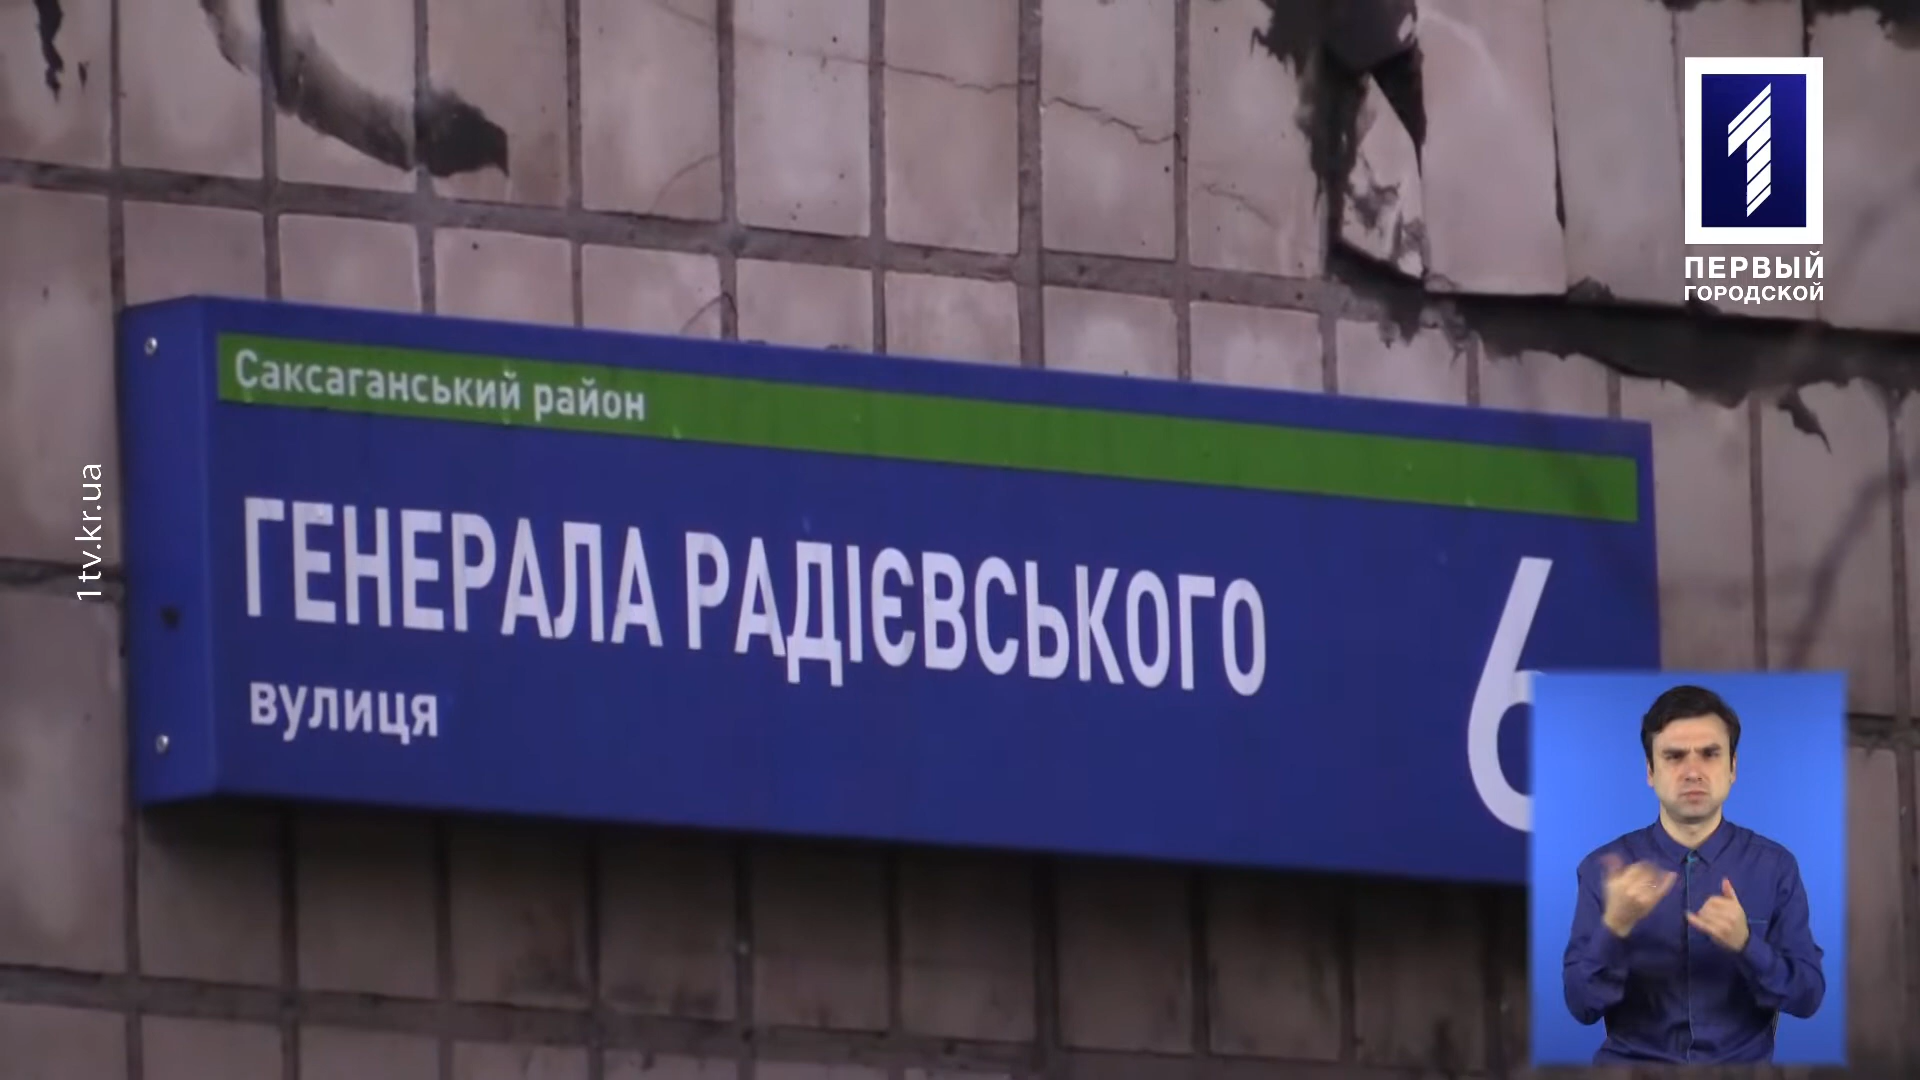 ПЕРВЫЙ
ГОРОДСКОЙ
Саксаганський район
ГЕНЕРАЛА РАДІЄВСЬКОГО
6
вулиця
1tv.kr.ua